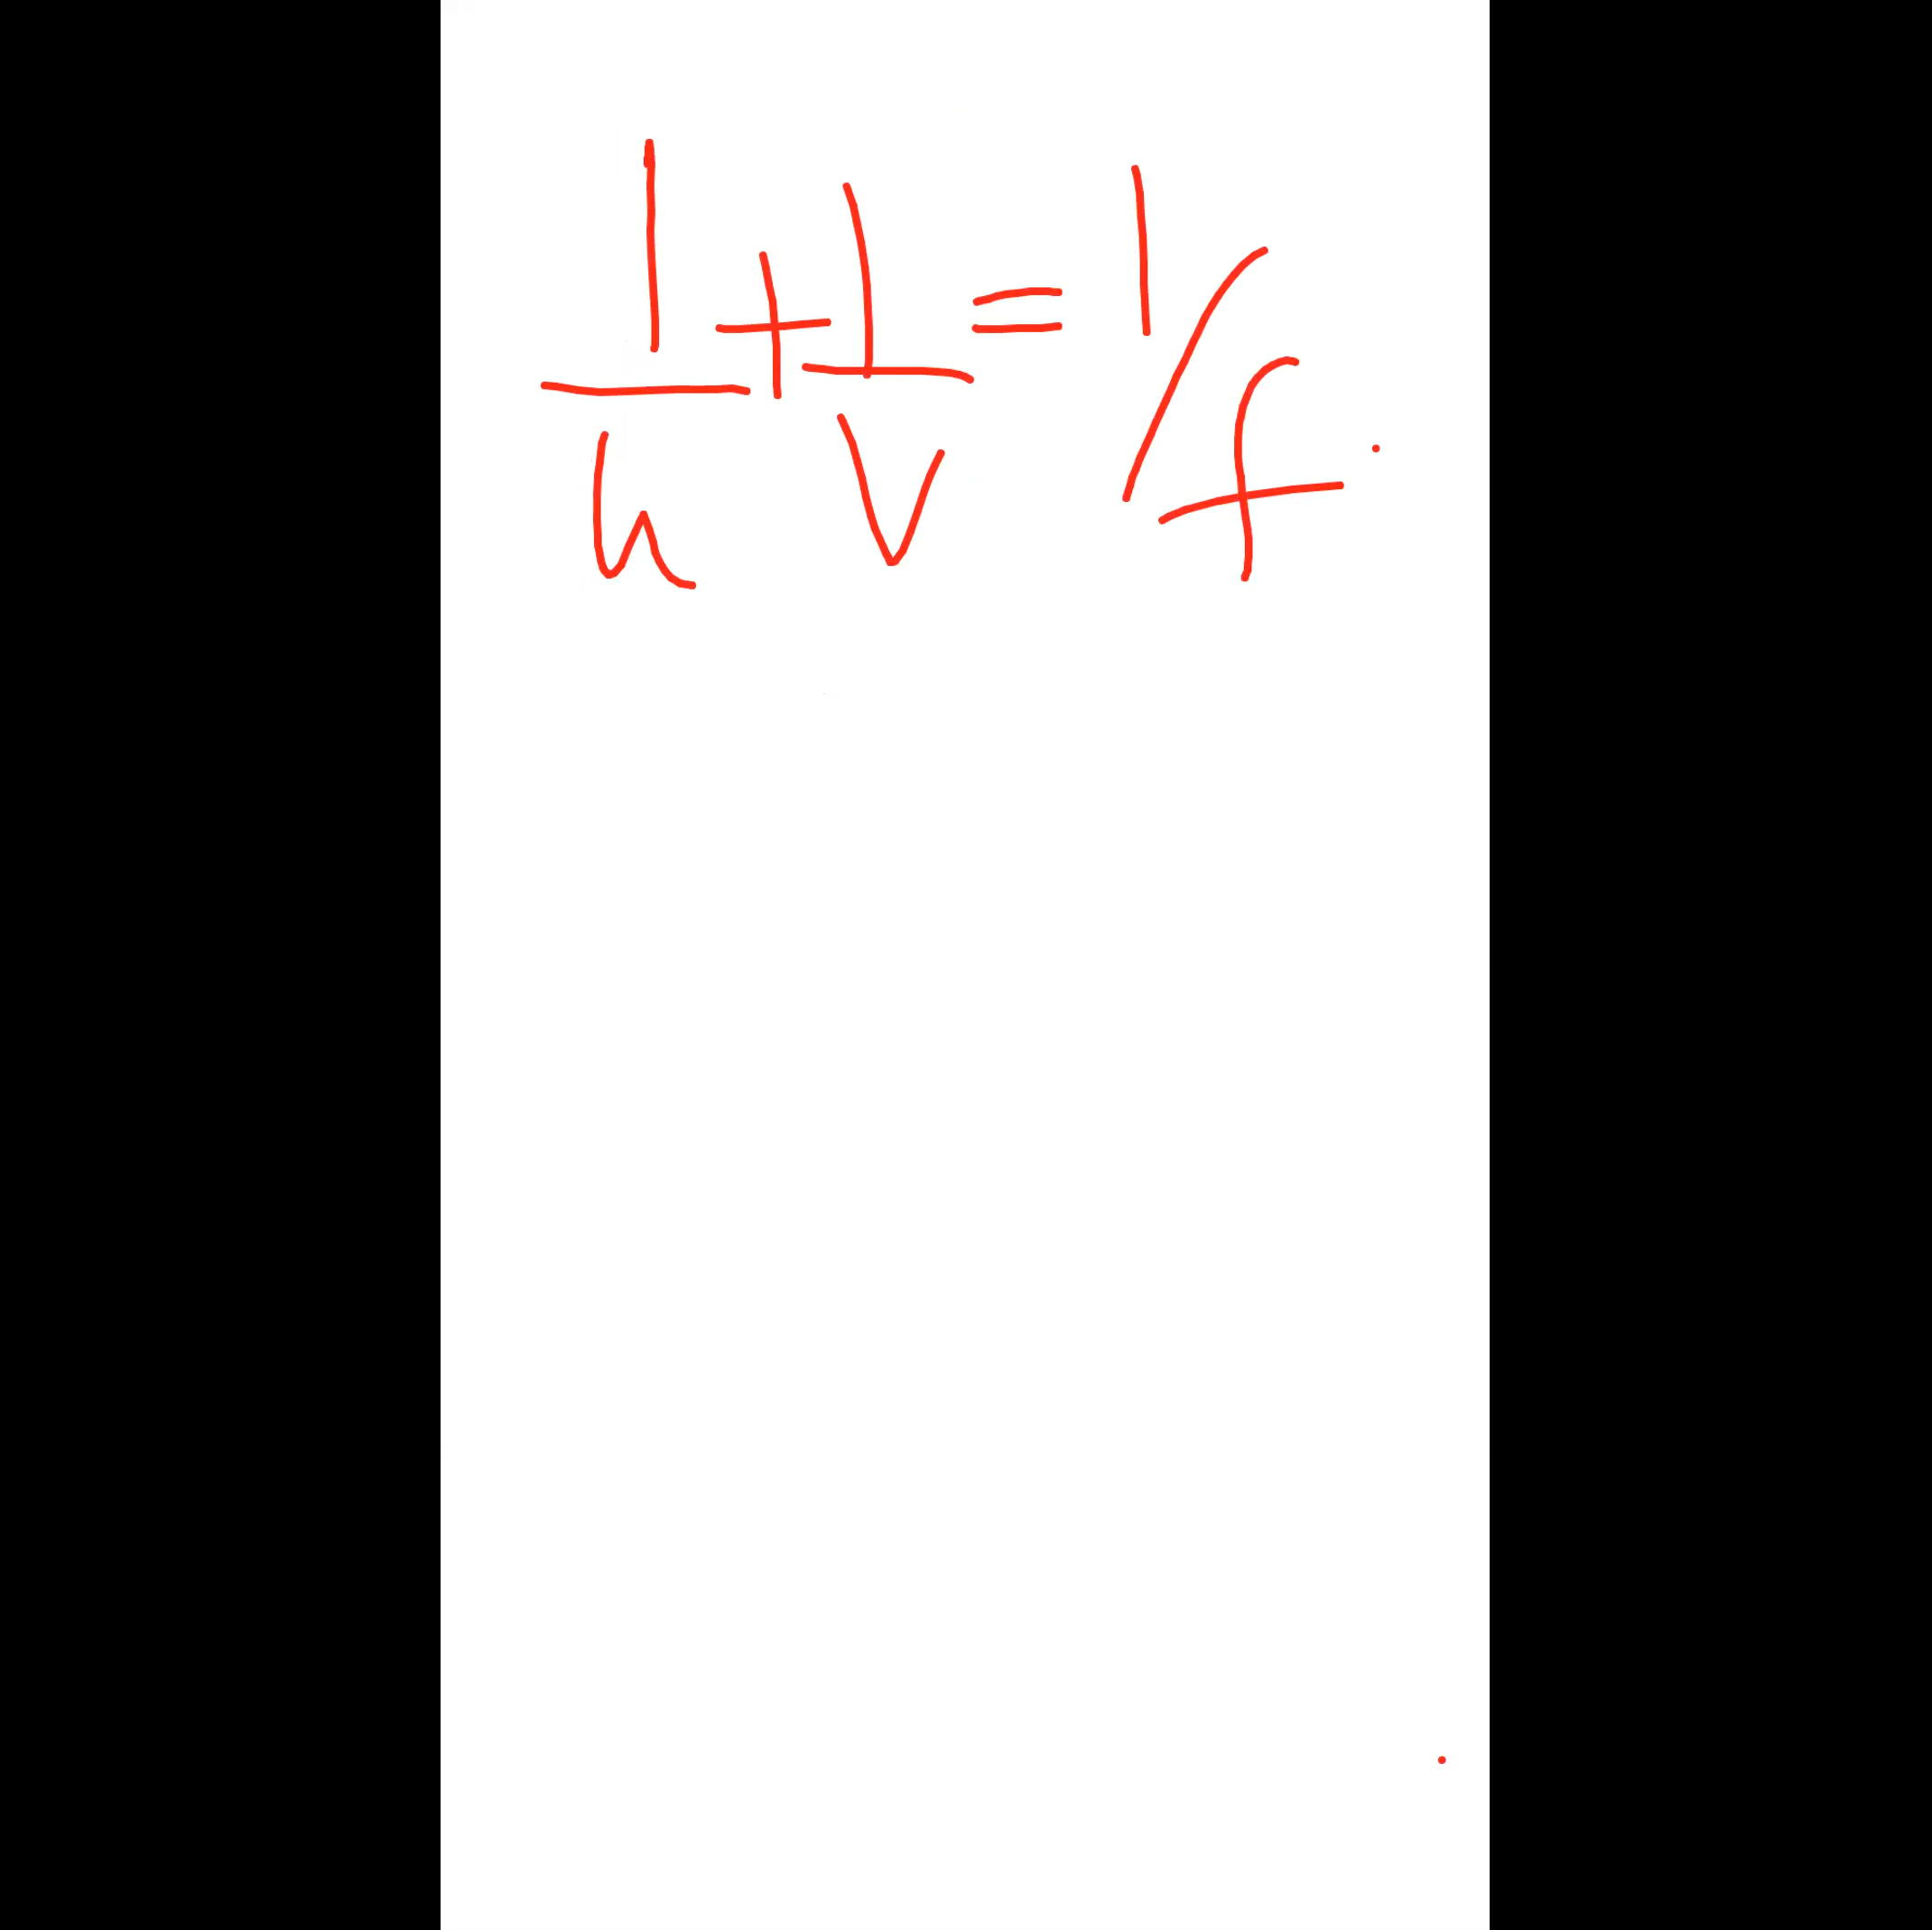 1/u + 1/v = 1/f